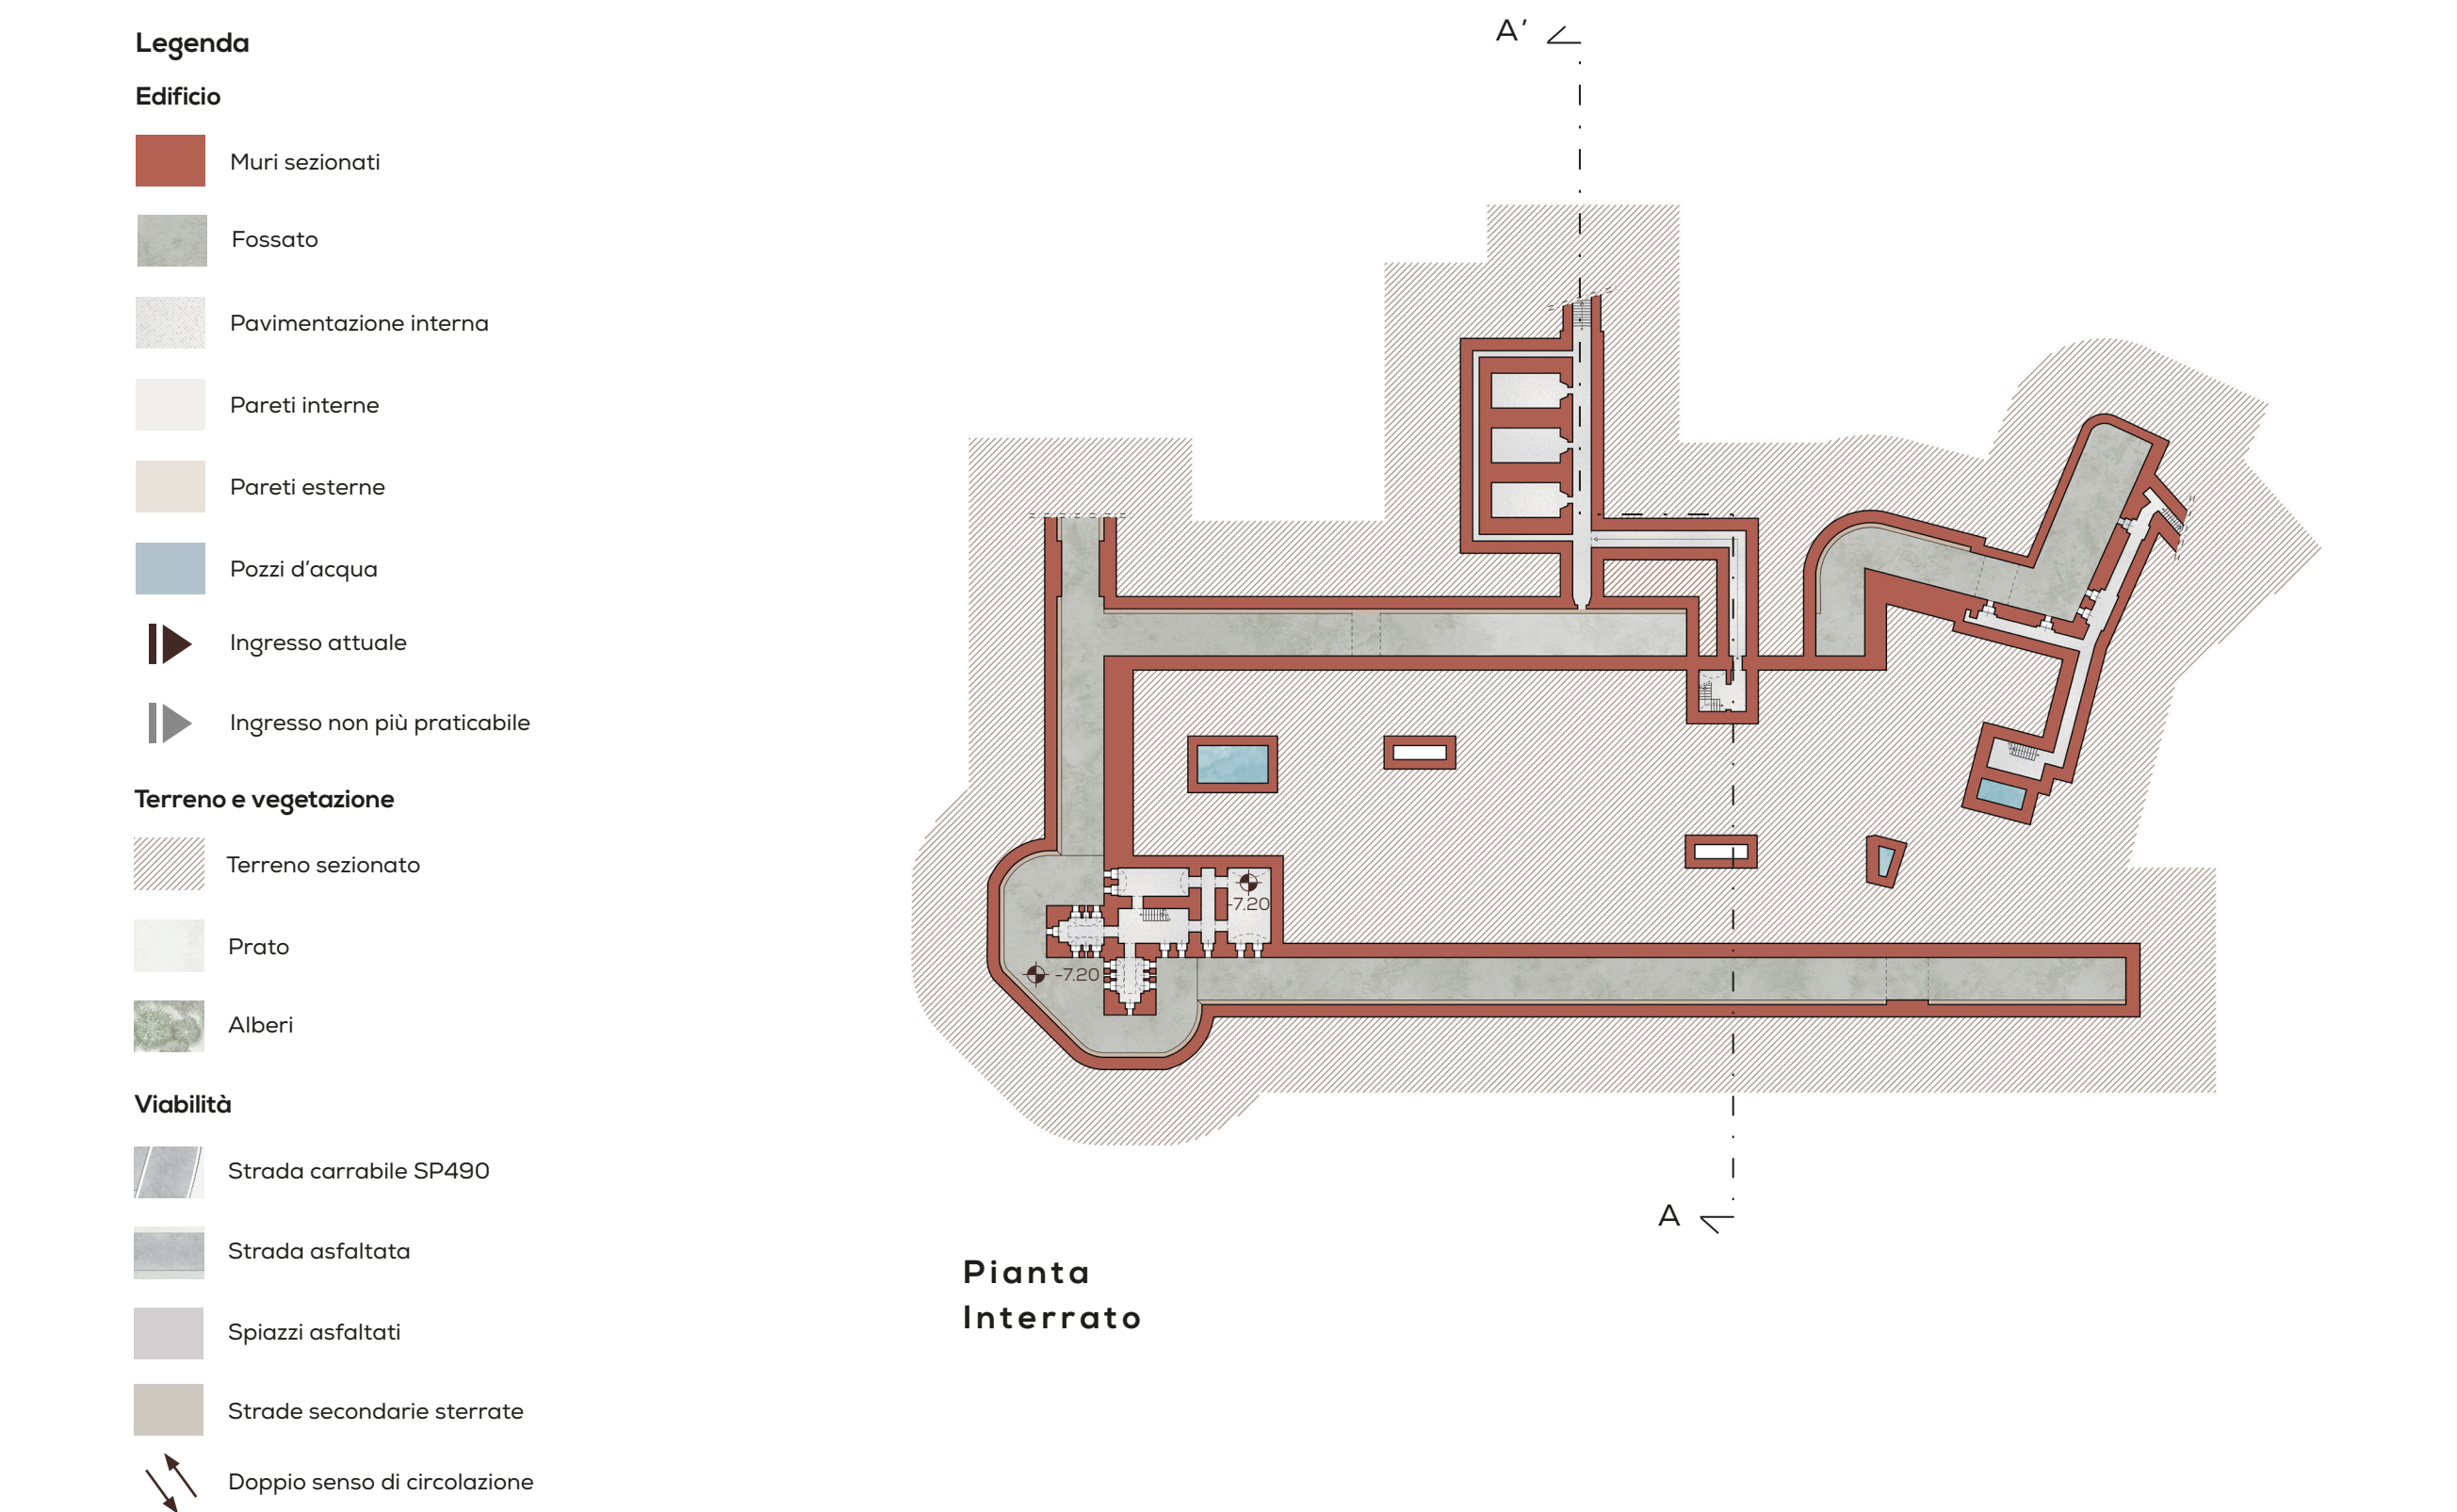 Legenda
Edificio
Muri sezionati
Fossato
Pavimentazione interna
Pareti interne
Pareti esterne
Pozzi d’acqua
Ingresso attuale
Ingresso non più praticabile
Terreno e vegetazione
Terreno sezionato
Prato
Alberi
Viabilità
Strada carrabile SP490
Strada asfaltata
Spiazzi asfaltati
Strade secondarie sterrate
Doppio senso di circolazione
A’
-7.20
-7.20
A
Pianta
Interrato